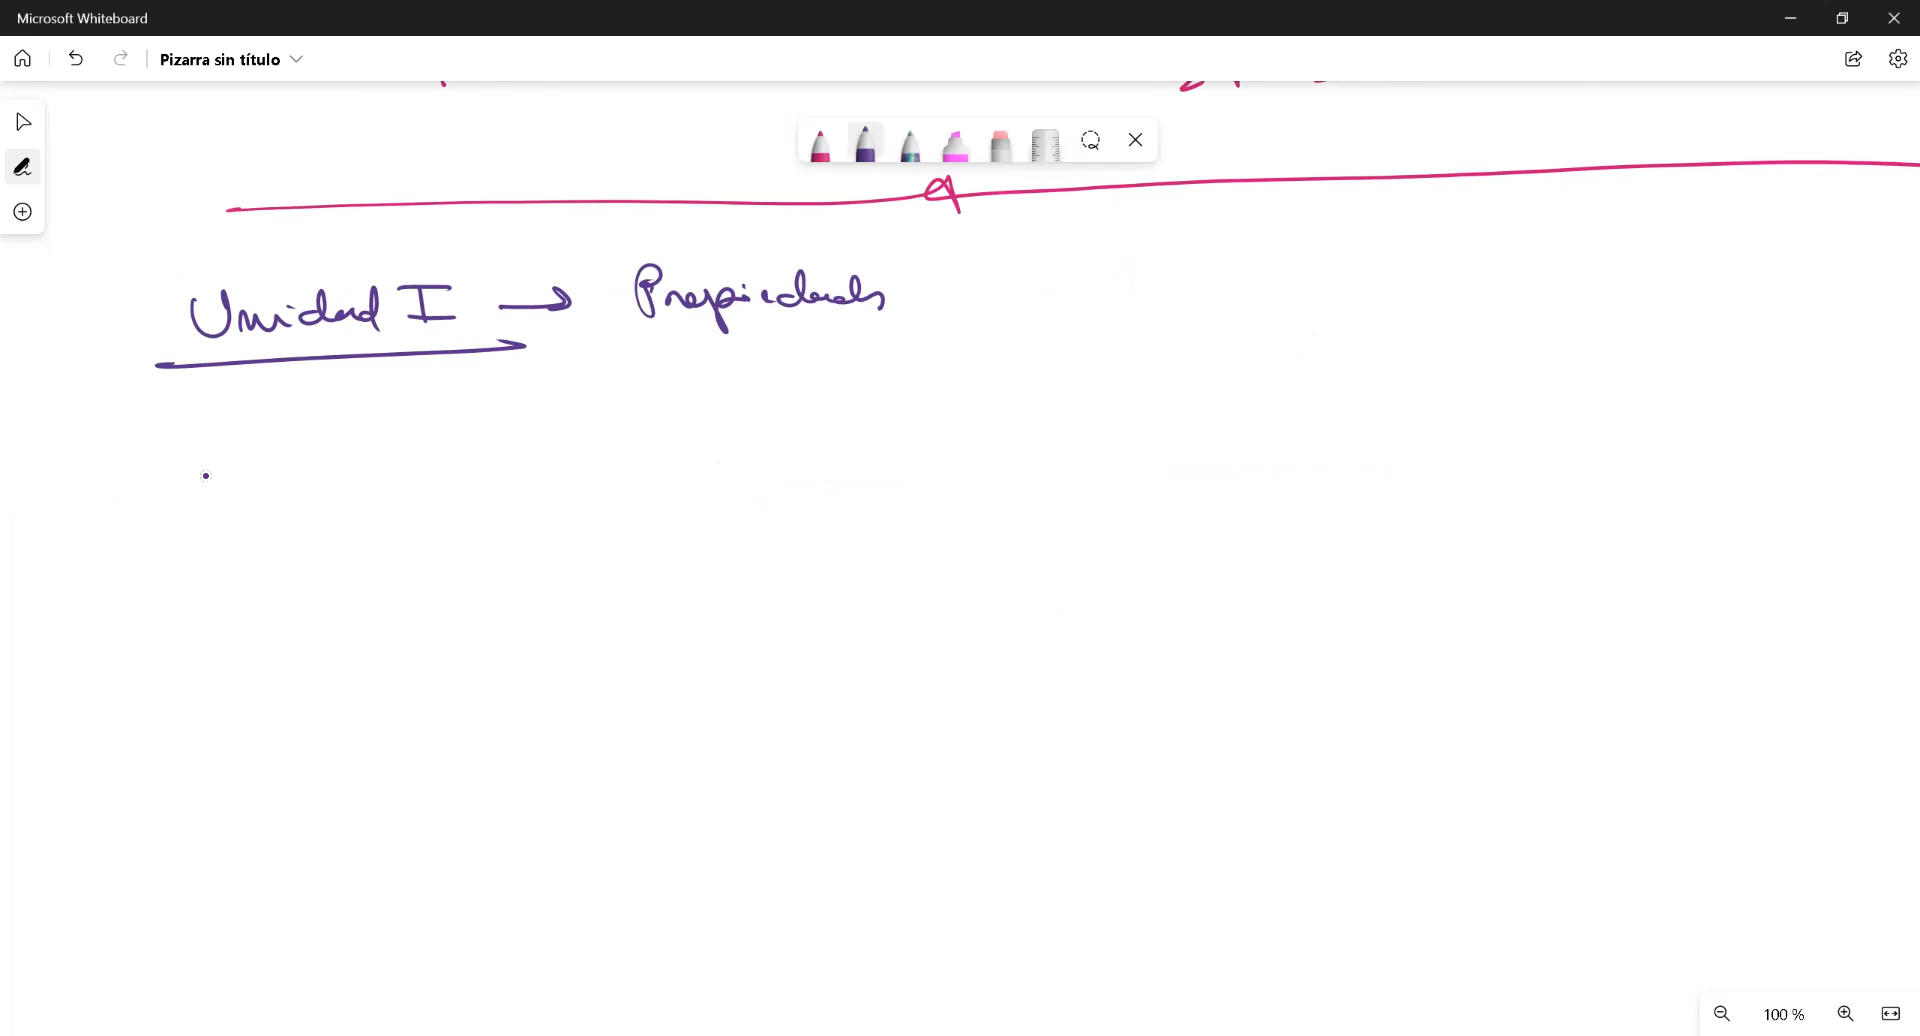 Microsoft Whiteboard
Pizarra sin título
Unidad I → Propiedades
100 %